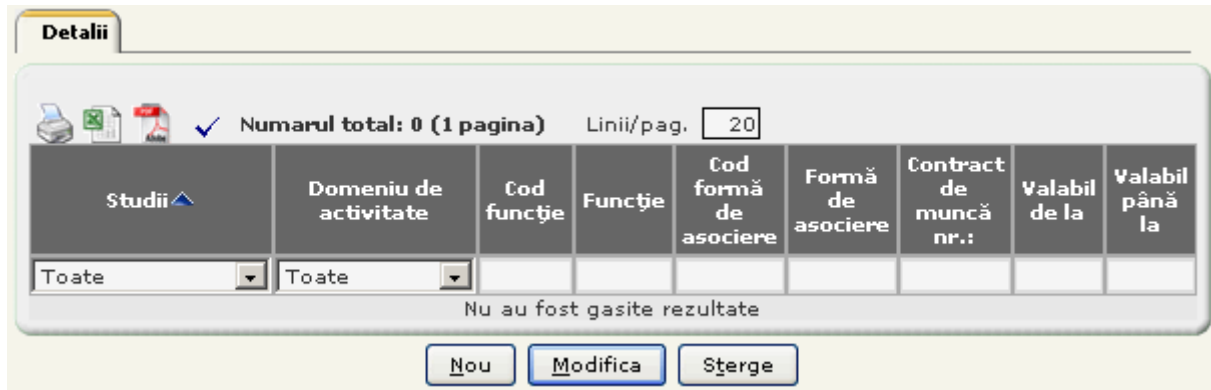 Detalii
Numarul total: 0 (1 pagina) Linii/pag. 20
Studii Domeniu de activitate Cod funcție Funcție Cod formă de asociere Formă de asociere Contract de muncă nr.: Valabil de la Valabil până la
Toate Toate
Nu au fost gasite rezultate
Nou Modifica Sterge